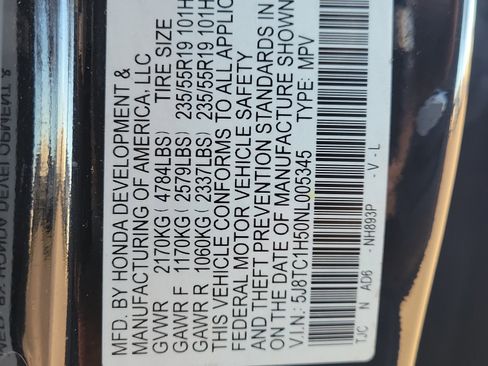 MFD. BY HONDA DEVELOPMENT &
MANUFACTURING OF AMERICA, LLC
GVWR 2170KG ( 4784LBS) TIRE SIZE
GAWR F 1170KG ( 2579LBS) 235/55R19 101H
GAWR R 1060KG ( 2337LBS) 235/55R19 101H
THIS VEHICLE CONFORMS TO ALL APPLIC
FEDERAL MOTOR VEHICLE SAFETY
AND THEFT PREVENTION STANDARDS IN
ON DATE OF MANUFACTURE SHOWN
V.I.N.: 5J8TC1H50NL005345 TYPE: MPV
TJC N AD6 -NH893P - V - L